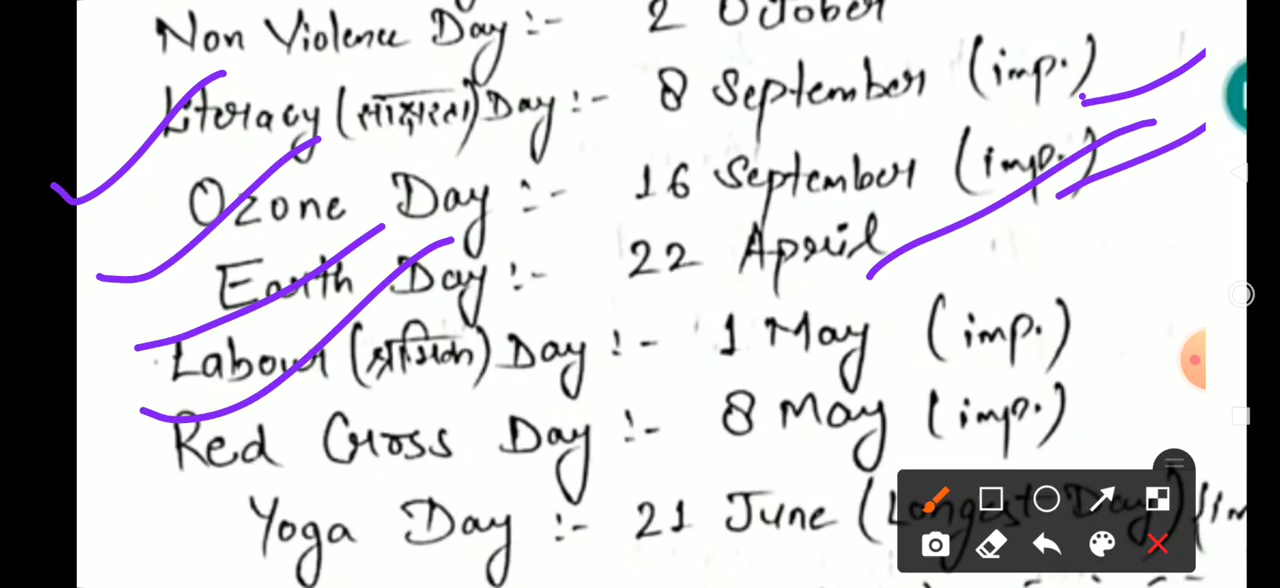 Non Violence Day :- 2 October
Literacy (साक्षरता) Day :- 8 September (imp.)
Ozone Day :- 16 September (imp.)
Earth Day :- 22 April
Labour (श्रमिक) Day :- 1 May (imp.)
Red Cross Day :- 8 May (imp.)
Yoga Day :- 21 June (Longest Day)